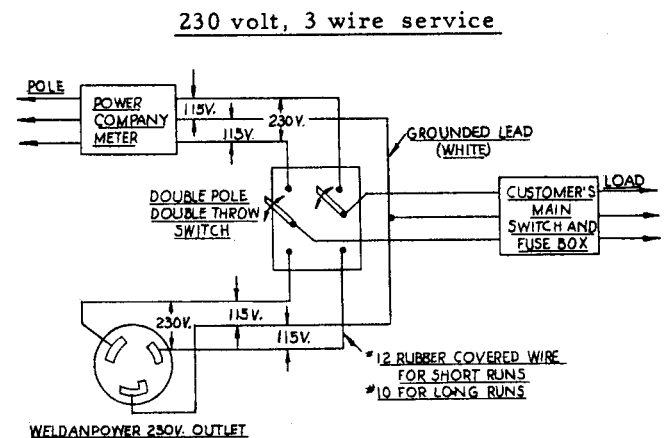 230 volt, 3 wire service
POLE
POWER
COMPANY
METER
115V.
115V.
230V.
GROUNDED LEAD
(WHITE)
DOUBLE POLE
DOUBLE THROW
SWITCH
CUSTOMER'S
MAIN
SWITCH AND
FUSE BOX
LOAD
230V.
115V.
115V.
#12 RUBBER COVERED WIRE
FOR SHORT RUNS
#10 FOR LONG RUNS
WELDANPOWER 230V. OUTLET